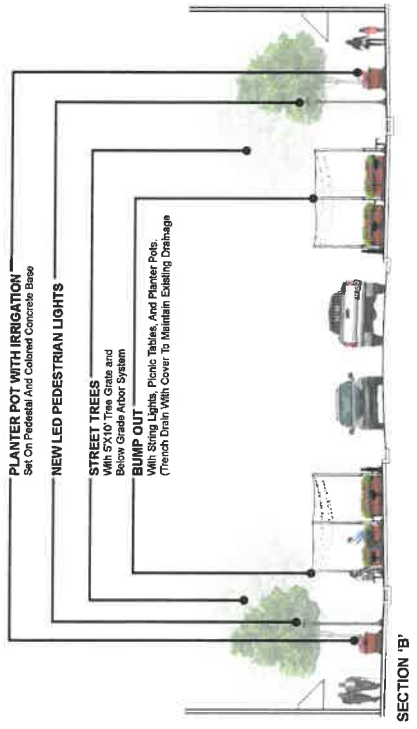 PLANTER POT WITH IRRIGATION
Set On Pedestal And Colored Concrete Base
NEW LED PEDESTRIAN LIGHTS
STREET TREES
With 5'X10' Tree Grate and
Below Grade Arbor System
BUMP OUT
With String Lights, Picnic Tables, And Planter Pots.
(Trench Drain With Cover To Maintain Existing Drainage
SECTION 'B'